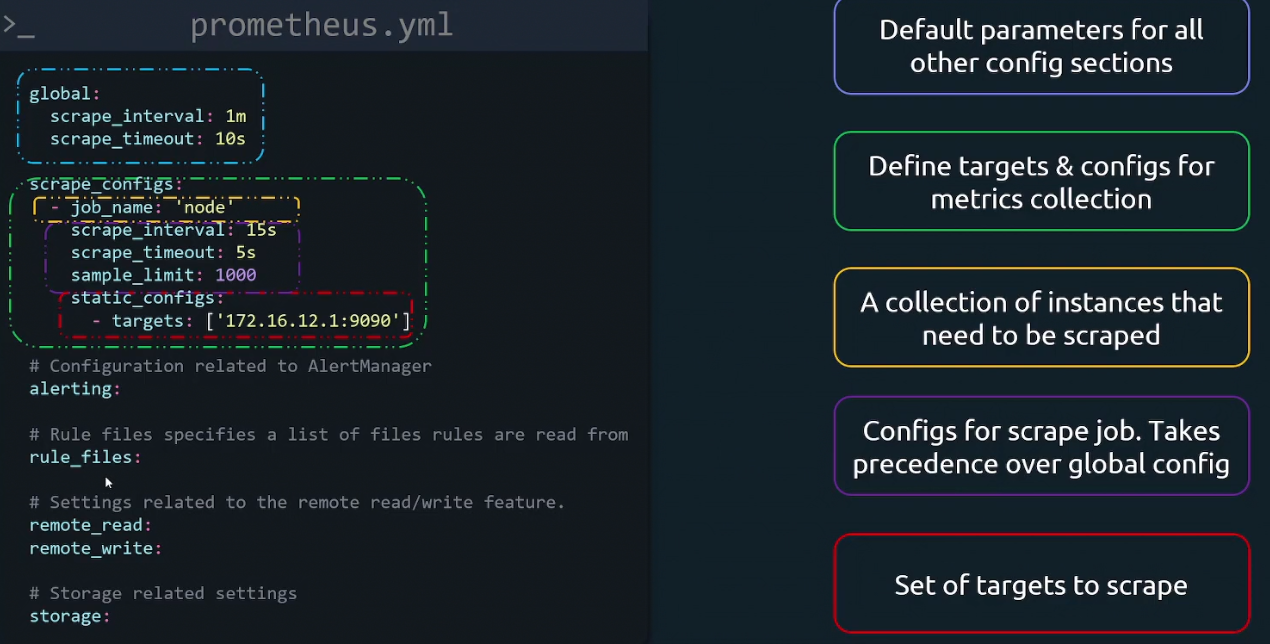 >_ prometheus.yml
global:
  scrape_interval: 1m
  scrape_timeout: 10s
scrape_configs:
  - job_name: 'node'
    scrape_interval: 15s
    scrape_timeout: 5s
    sample_limit: 1000
    static_configs:
      - targets: ['172.16.12.1:9090']
# Configuration related to AlertManager
alerting:
# Rule files specifies a list of files rules are read from
rule_files:
# Settings related to the remote read/write feature.
remote_read:
remote_write:
# Storage related settings
storage:
Default parameters for all
other config sections
Define targets & configs for
metrics collection
A collection of instances that
need to be scraped
Configs for scrape job. Takes
precedence over global config
Set of targets to scrape